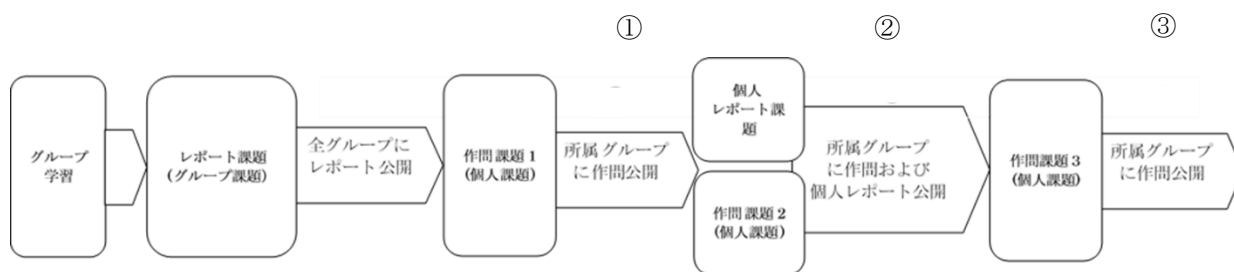 ①
②
③
グループ
学習
レポート課題
(グループ課題)
全グループに
レポート公開
作問課題1
(個人課題)
所属グループ
に作問公開
個人
レポート課
題
作問課題2
(個人課題)
所属グループ
に作問および
個人レポート公開
作問課題3
(個人課題)
所属グループ
に作問公開